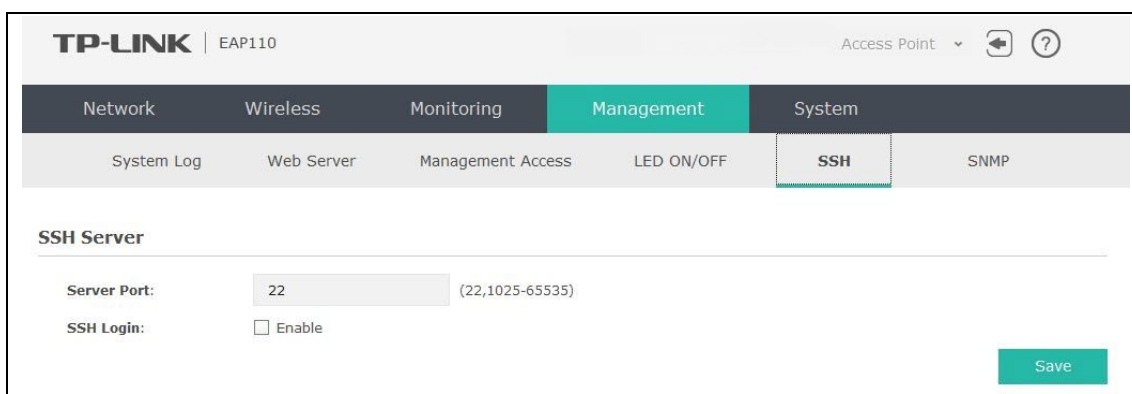 TP-LINK | EAP110 Access Point ?
Network Wireless Monitoring Management System
System Log Web Server Management Access LED ON/OFF SSH SNMP
SSH Server
Server Port: 22 (22,1025-65535)
SSH Login: Enable
Save